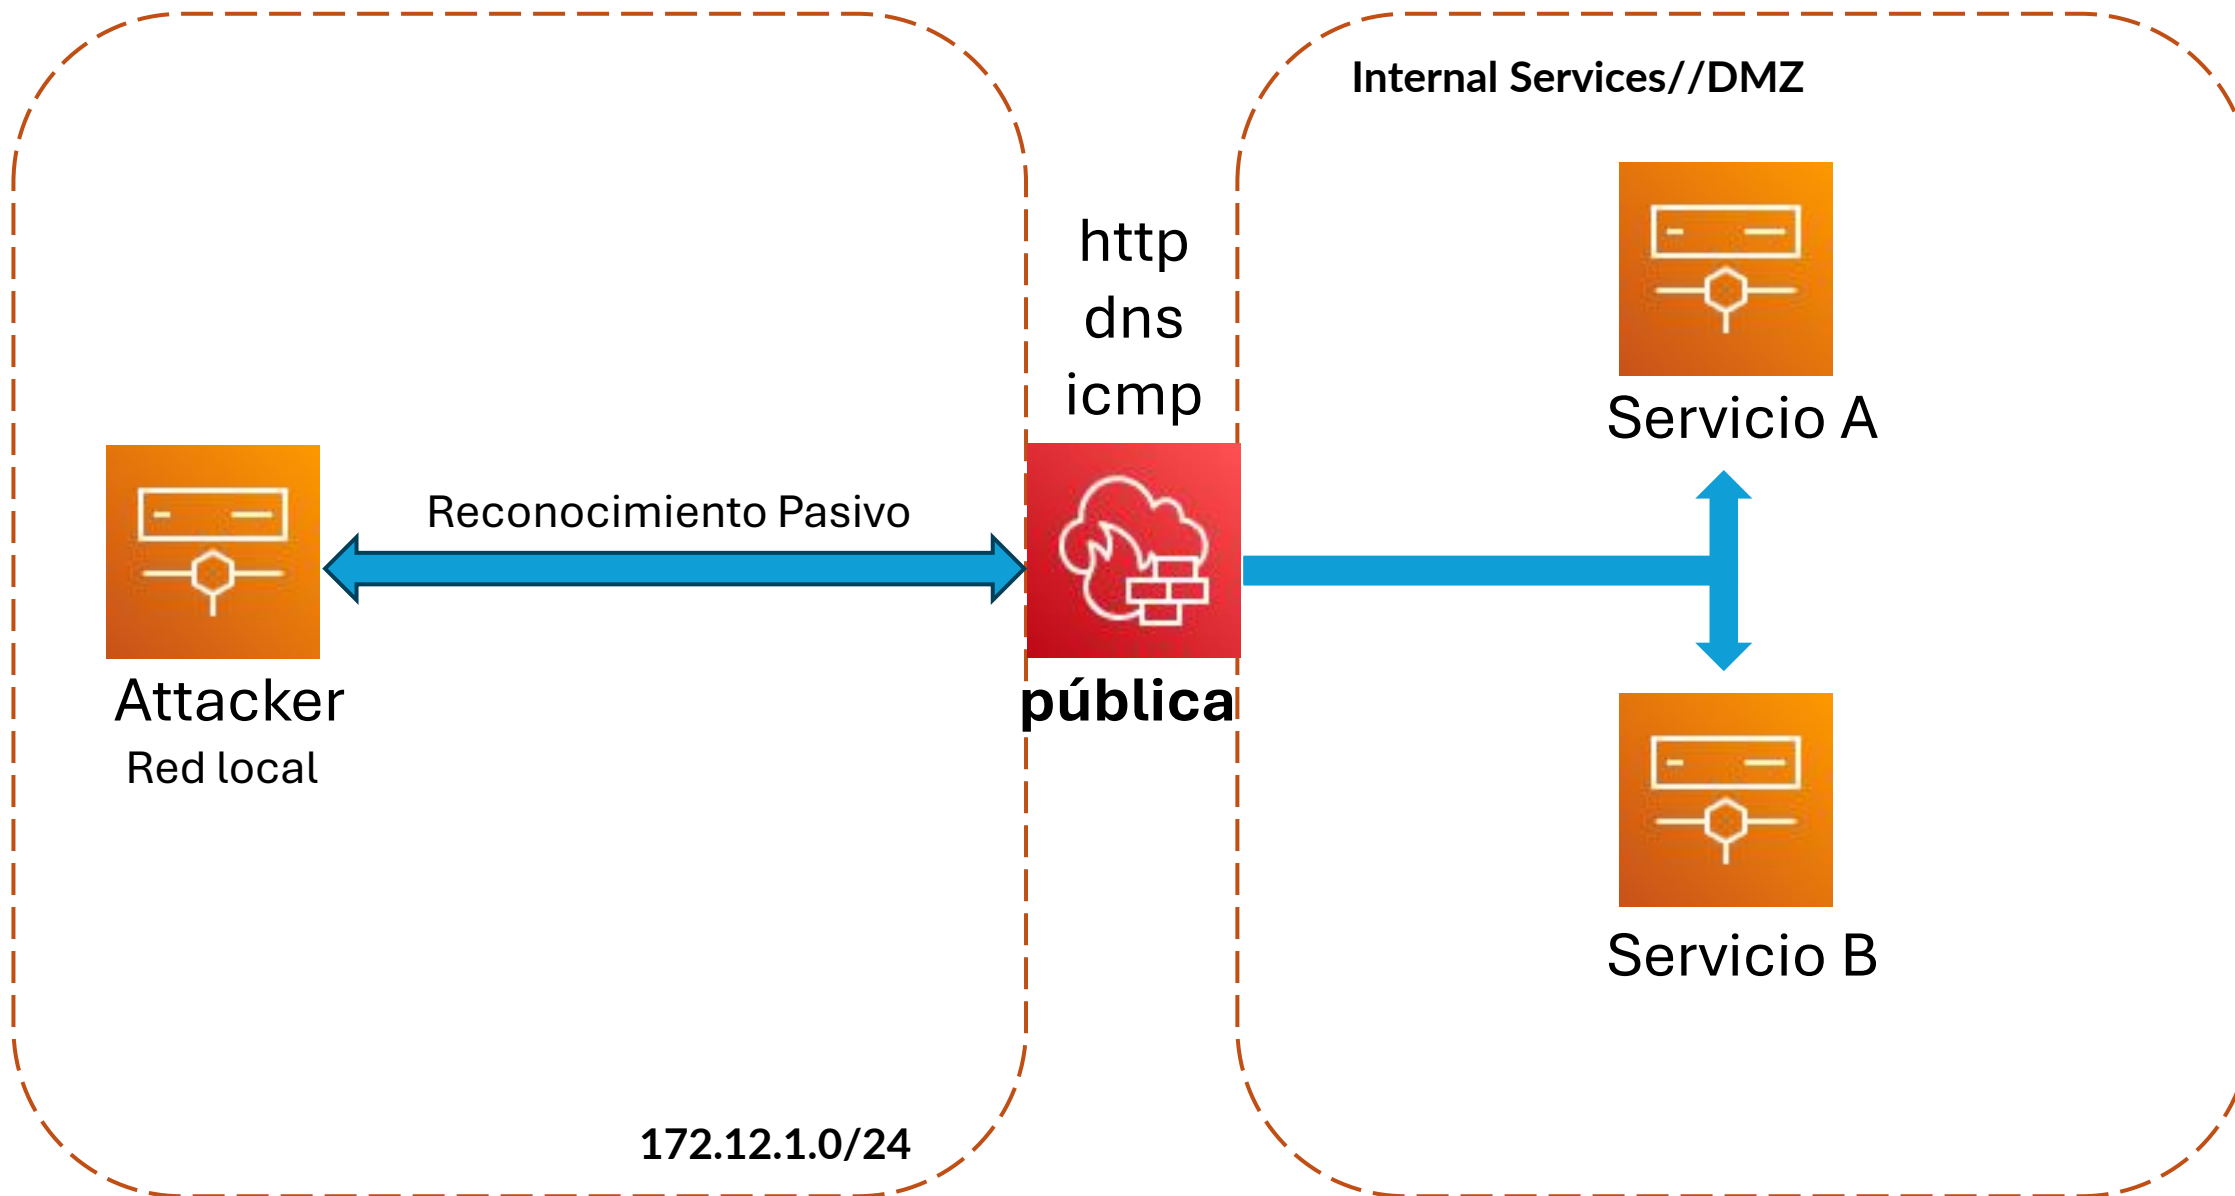 Internal Services//DMZ
http
dns
icmp
Servicio A
Reconocimiento Pasivo
Attacker
Red local
pública
Servicio B
172.12.1.0/24